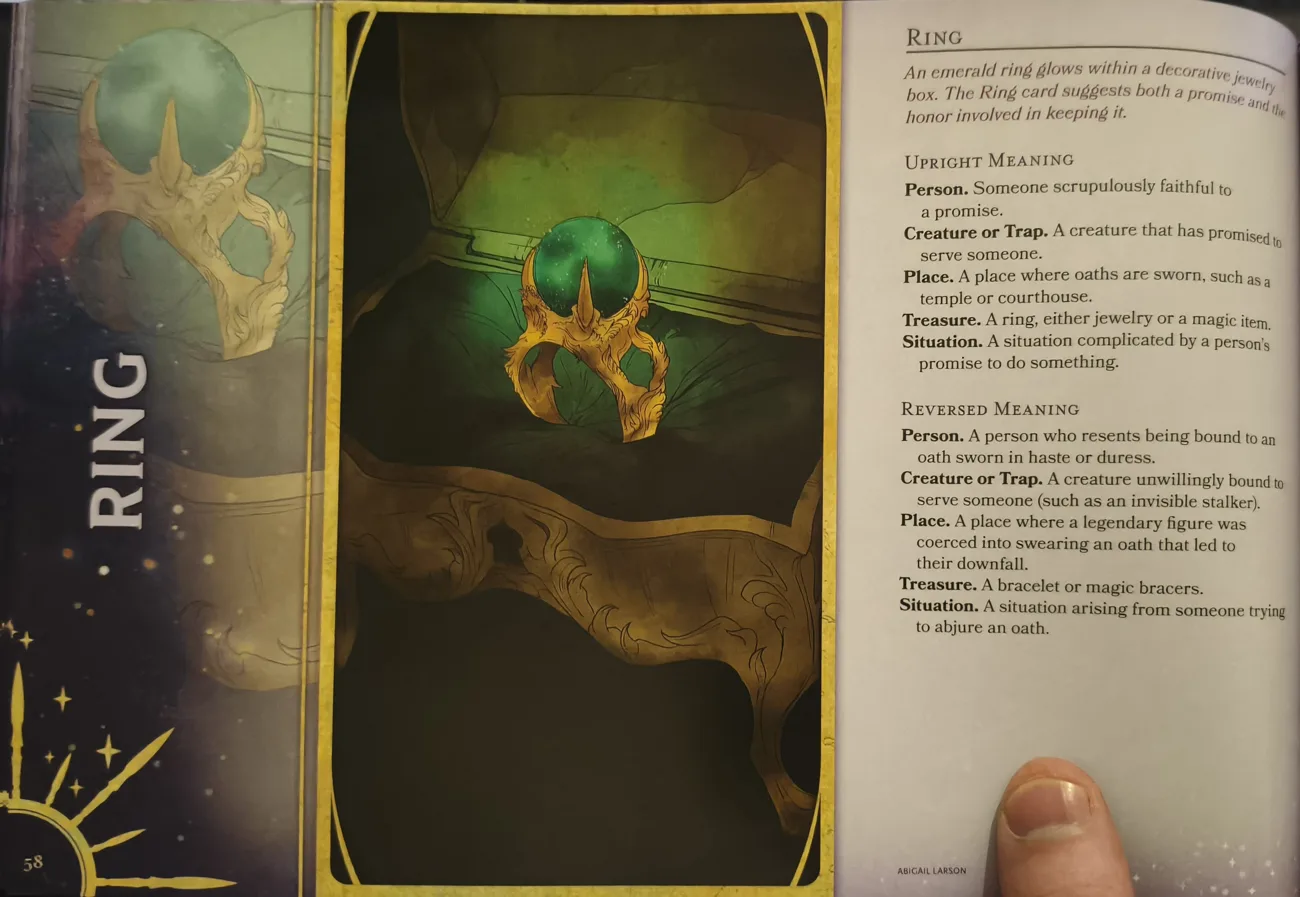 RING
58
RING
An emerald ring glows within a decorative jewelry
box. The Ring card suggests both a promise and the
honor involved in keeping it.
UPRIGHT MEANING
Person. Someone scrupulously faithful to
a promise.
Creature or Trap. A creature that has promised to
serve someone.
Place. A place where oaths are sworn, such as a
temple or courthouse.
Treasure. A ring, either jewelry or a magic item.
Situation. A situation complicated by a person's
promise to do something.
REVERSED MEANING
Person. A person who resents being bound to an
oath sworn in haste or duress.
Creature or Trap. A creature unwillingly bound to
serve someone (such as an invisible stalker).
Place. A place where a legendary figure was
coerced into swearing an oath that led to
their downfall.
Treasure. A bracelet or magic bracers.
Situation. A situation arising from someone trying
to abjure an oath.
ABIGAIL LARSON